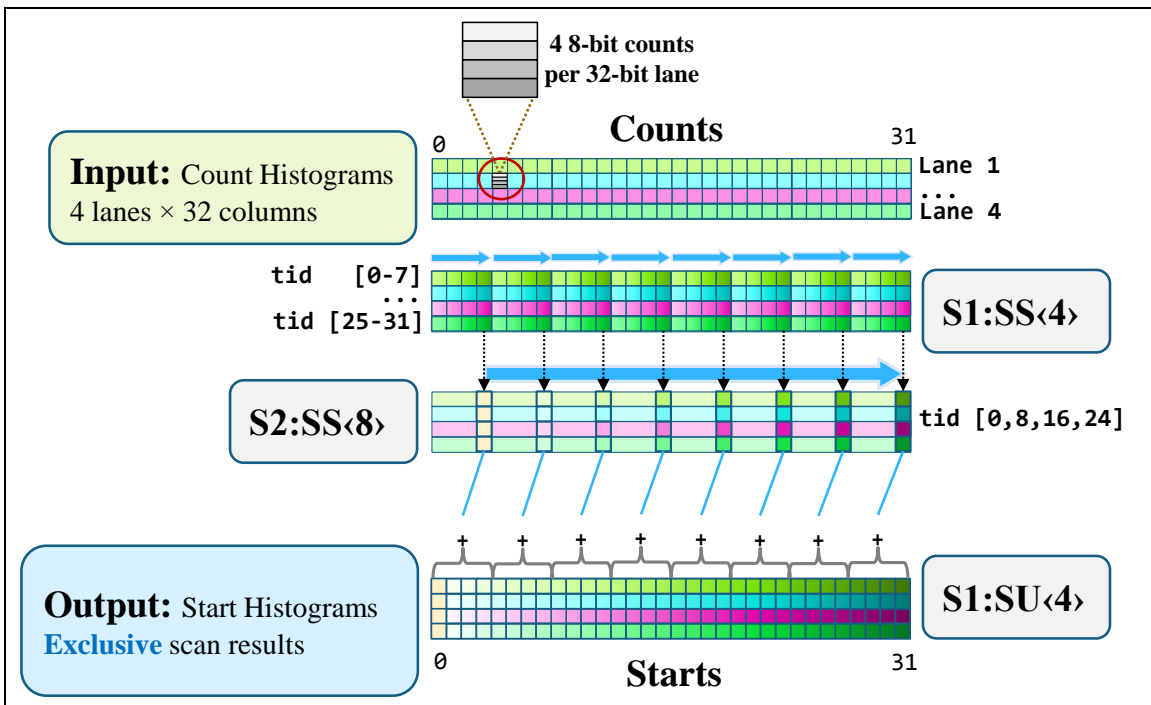 4 8-bit counts
per 32-bit lane
Counts
0
31
Input: Count Histograms
4 lanes × 32 columns
Lane 1
...
Lane 4
tid [0-7]
...
tid [25-31]
S1:SS‹4›
S2:SS‹8›
tid [0,8,16,24]
+ + + + + + + +
Output: Start Histograms
Exclusive scan results
S1:SU‹4›
0
31
Starts